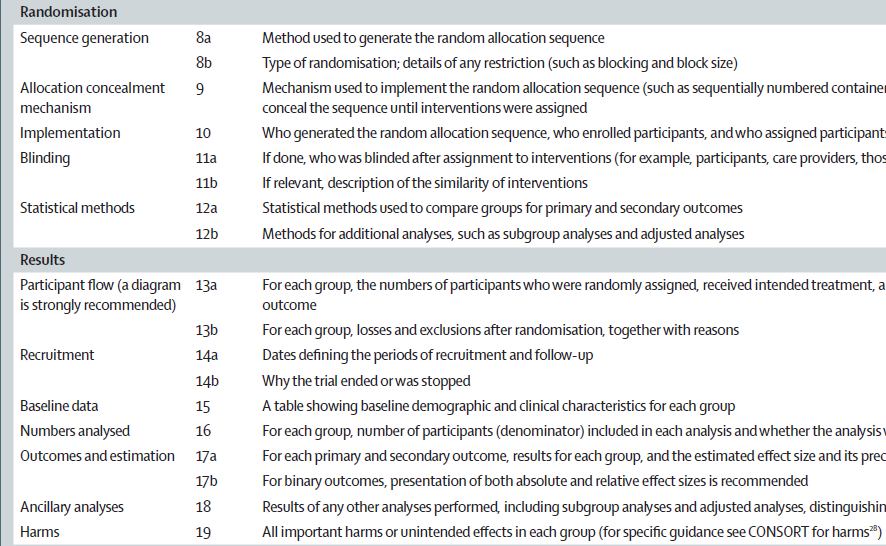 Randomisation
Sequence generation 8a Method used to generate the random allocation sequence
8b Type of randomisation; details of any restriction (such as blocking and block size)
Allocation concealment 9 Mechanism used to implement the random allocation sequence (such as sequentially numbered
mechanism conceal the sequence until interventions were assigned
Implementation 10 Who generated the random allocation sequence, who enrolled participants, and who assigned participants
Blinding 11a If done, who was blinded after assignment to interventions (for example, participants, care providers,
11b If relevant, description of the similarity of interventions
Statistical methods 12a Statistical methods used to compare groups for primary and secondary outcomes
12b Methods for additional analyses, such as subgroup analyses and adjusted analyses
Results
Participant flow (a diagram 13a For each group, the numbers of participants who were randomly assigned, received intended treatment,
is strongly recommended) outcome
13b For each group, losses and exclusions after randomisation, together with reasons
Recruitment 14a Dates defining the periods of recruitment and follow-up
14b Why the trial ended or was stopped
Baseline data 15 A table showing baseline demographic and clinical characteristics for each group
Numbers analysed 16 For each group, number of participants (denominator) included in each analysis and whether the analysis
Outcomes and estimation 17a For each primary and secondary outcome, results for each group, and the estimated effect size and its
17b For binary outcomes, presentation of both absolute and relative effect sizes is recommended
Ancillary analyses 18 Results of any other analyses performed, including subgroup analyses and adjusted analyses,
Harms 19 All important harms or unintended effects in each group (for specific guidance see CONSORT for harms²⁸)